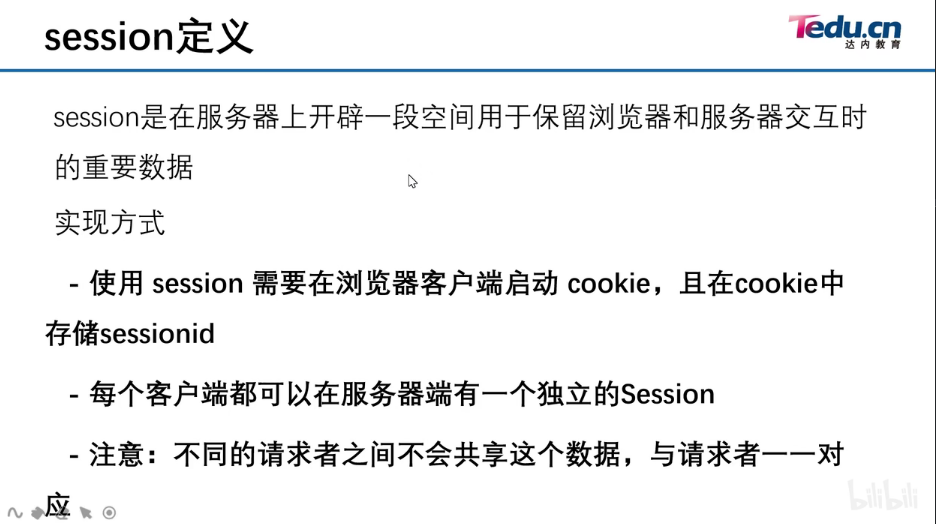 session定义
Tedu.cn
达内教育
session是在服务器上开辟一段空间用于保留浏览器和服务器交互时
的重要数据
实现方式
- 使用 session 需要在浏览器客户端启动 cookie，且在cookie中
存储sessionid
- 每个客户端都可以在服务器端有一个独立的Session
- 注意：不同的请求者之间不会共享这个数据，与请求者一一对
应
bilibili